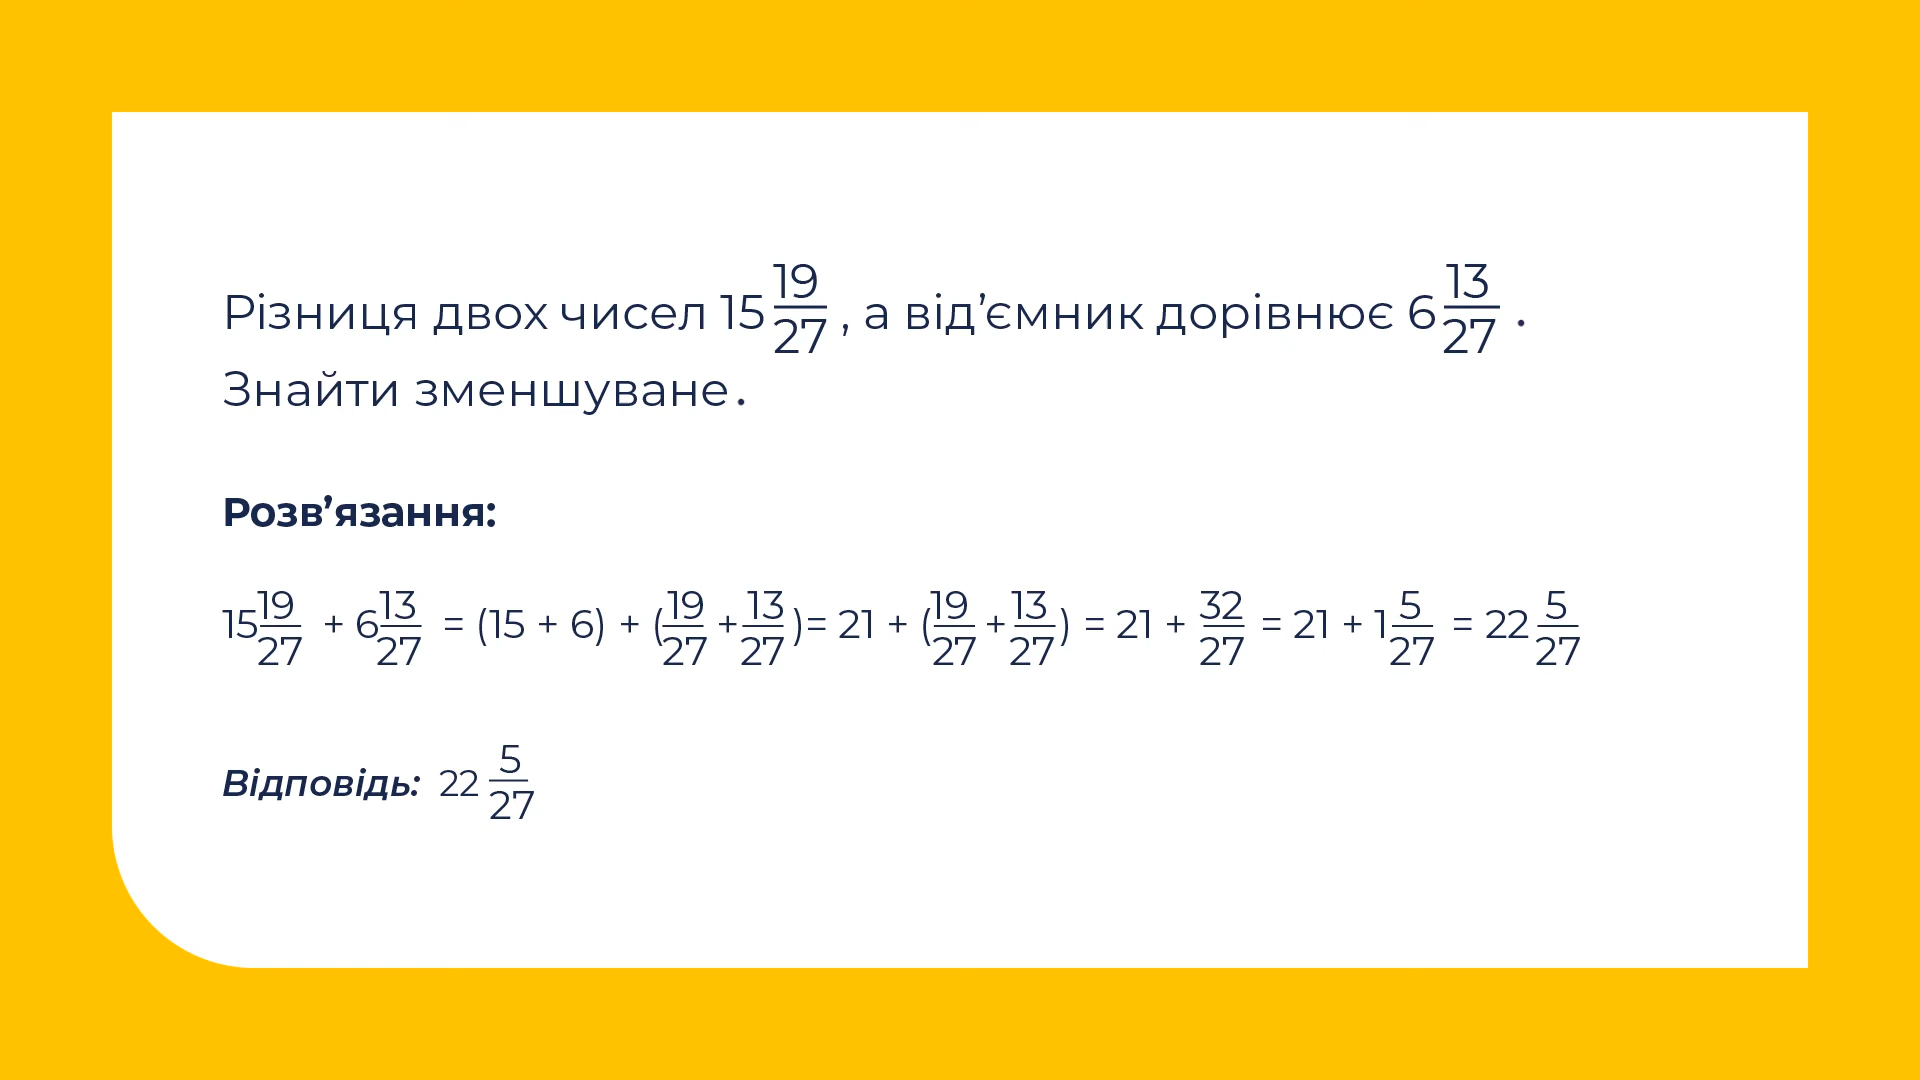 Різниця двох чисел 15 19/27 , а від’ємник дорівнює 6 13/27 .
Знайти зменшуване.
Розв’язання:
15 19/27 + 6 13/27 = (15 + 6) + (19/27 + 13/27)= 21 + (19/27 + 13/27) = 21 + 32/27 = 21 + 1 5/27 = 22 5/27
Відповідь: 22 5/27